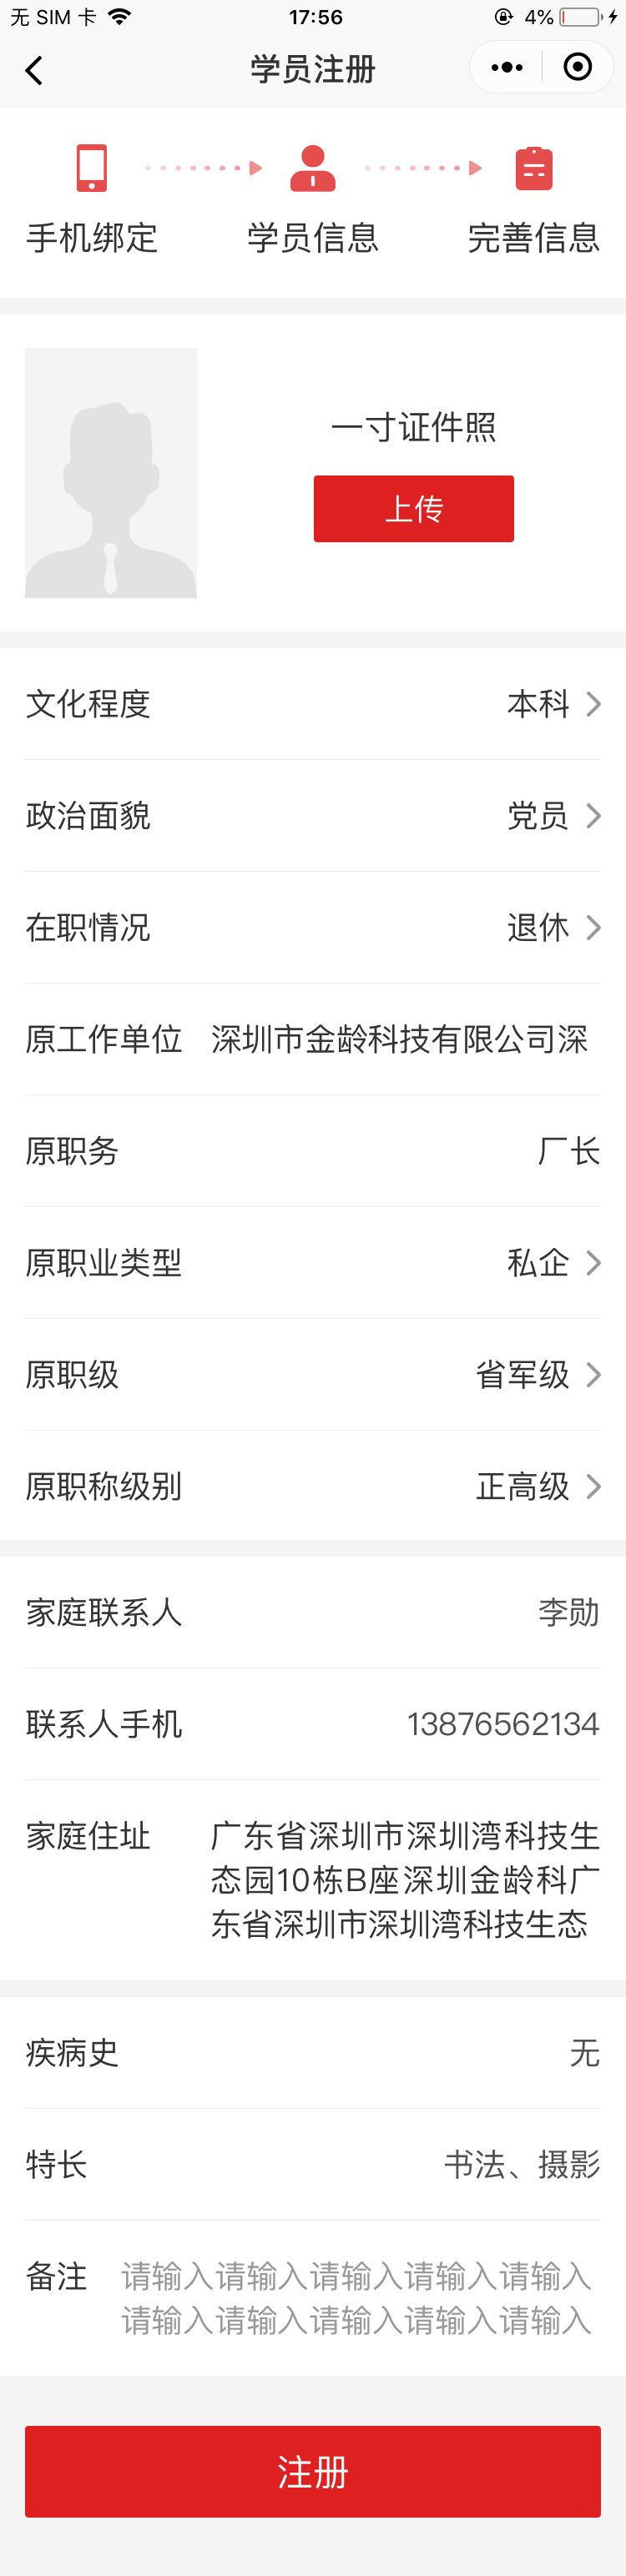 无 SIM 卡 17:56 4%
学员注册
手机绑定 学员信息 完善信息
一寸证件照
上传
文化程度 本科
政治面貌 党员
在职情况 退休
原工作单位 深圳市金龄科技有限公司深
原职务 厂长
原职业类型 私企
原职级 省军级
原职称级别 正高级
家庭联系人 李勋
联系人手机 13876562134
家庭住址 广东省深圳市深圳湾科技生
态园10栋B座深圳金龄科广
东省深圳市深圳湾科技生态
疾病史 无
特长 书法、摄影
备注 请输入请输入请输入请输入请输入
请输入请输入请输入请输入请输入
注册